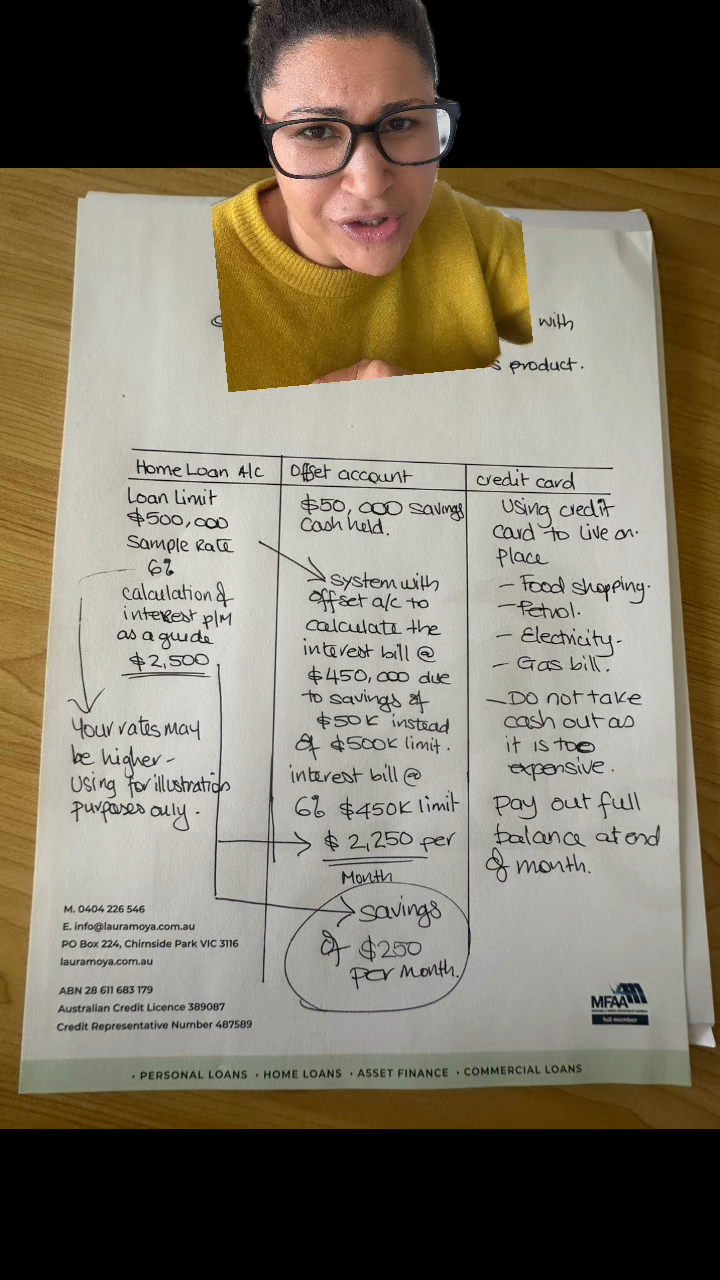 with
s product.
Home Loan A/c
Loan Limit
$500,000
Sample Rate
6%
calculation of
interest p/M
as a guide
$2,500
Your rates may
be higher -
Using for illustration
purposes only.
Offset account
$50,000 savings
cash held.
system with
offset a/c to
calculate the
interest bill @
$450,000 due
to savings of
$50K instead
of $500K limit.
interest bill @
6% $450K limit
$2,250 per
Month
savings
of $250
per month.
credit card
Using credit
card to live on.
place
- Food shopping.
- Petrol.
- Electricity -
- Gas bill.
- Do not take
cash out as
it is too
expensive.
Pay out full
balance at end
of month.
M. 0404 226 546
E. info@lauramoya.com.au
PO Box 224, Chirnside Park VIC 3116
lauramoya.com.au
ABN 28 611 683 179
Australian Credit Licence 389087
Credit Representative Number 487589
MFAA
full member
• PERSONAL LOANS • HOME LOANS • ASSET FINANCE • COMMERCIAL LOANS